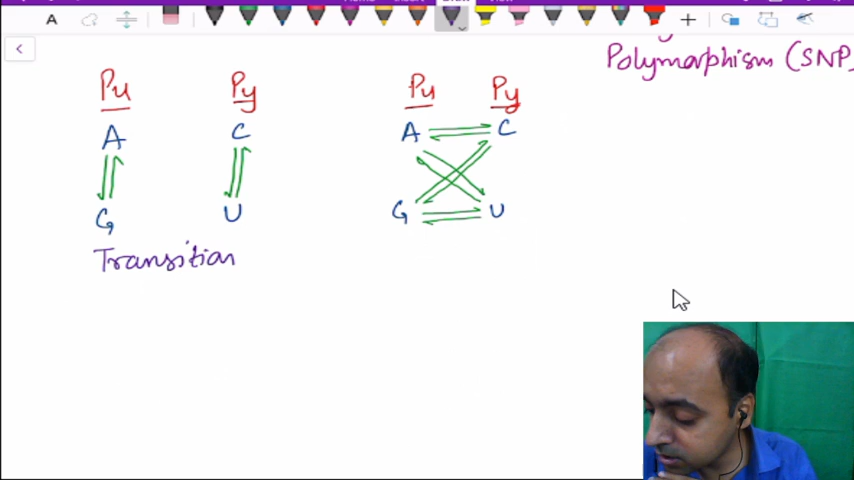 Polymorphism (SNP)
Pu Py Pu Py
A C A C
G U G U
Transition